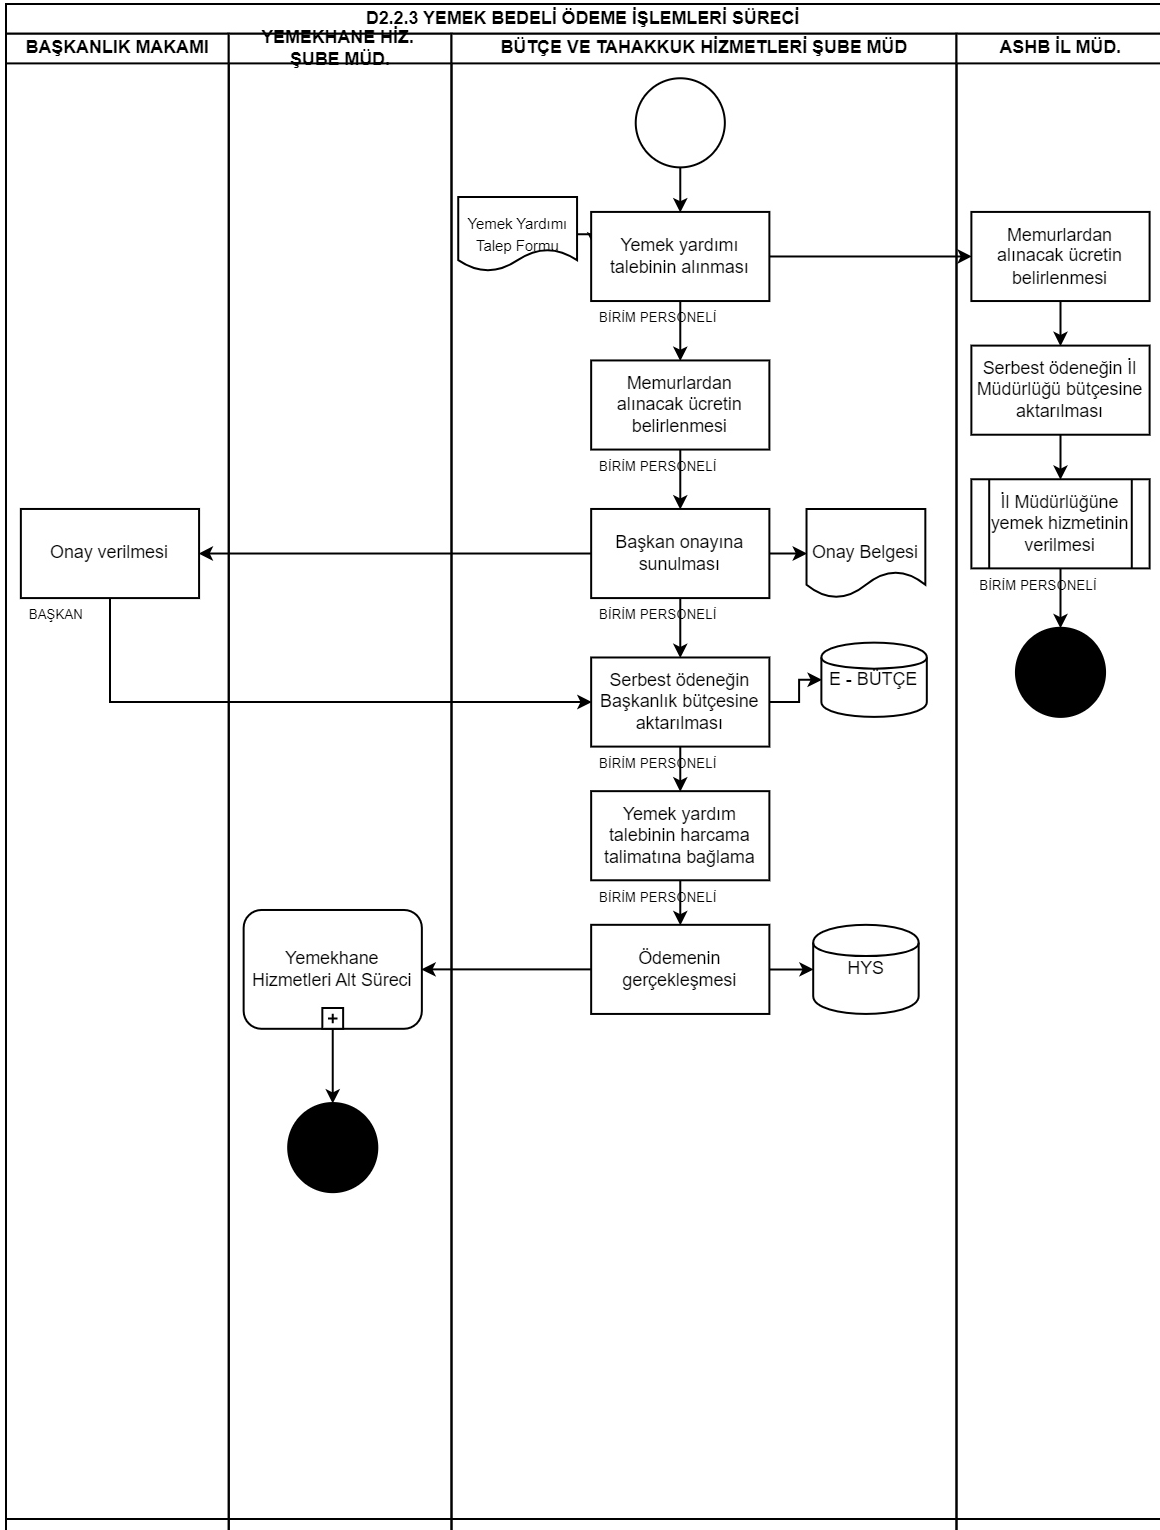 D2.2.3 YEMEK BEDELİ ÖDEME İŞLEMLERİ SÜRECİ
BAŞKANLIK MAKAMI
YEMEKHANE HİZ.
ŞUBE MÜD.
BÜTÇE VE TAHAKKUK HİZMETLERİ ŞUBE MÜD
ASHB İL MÜD.
Yemek Yardımı
Talep Formu
Yemek yardımı
talebinin alınması
BİRİM PERSONELİ
Memurlardan
alınacak ücretin
belirlenmesi
Memurlardan
alınacak ücretin
belirlenmesi
BİRİM PERSONELİ
Serbest ödeneğin İl
Müdürlüğü bütçesine
aktarılması
Onay verilmesi
BAŞKAN
Başkan onayına
sunulması
BİRİM PERSONELİ
Onay Belgesi
İl Müdürlüğüne
yemek hizmetinin
verilmesi
BİRİM PERSONELİ
Serbest ödeneğin
Başkanlık bütçesine
aktarılması
BİRİM PERSONELİ
E - BÜTÇE
Yemek yardım
talebinin harcama
talimatına bağlama
BİRİM PERSONELİ
Yemekhane
Hizmetleri Alt Süreci
Ödemenin
gerçekleşmesi
HYS